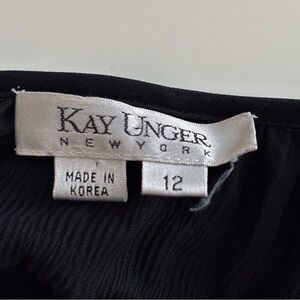 KAY UNGER
NEW YORK
MADE IN
KOREA
12